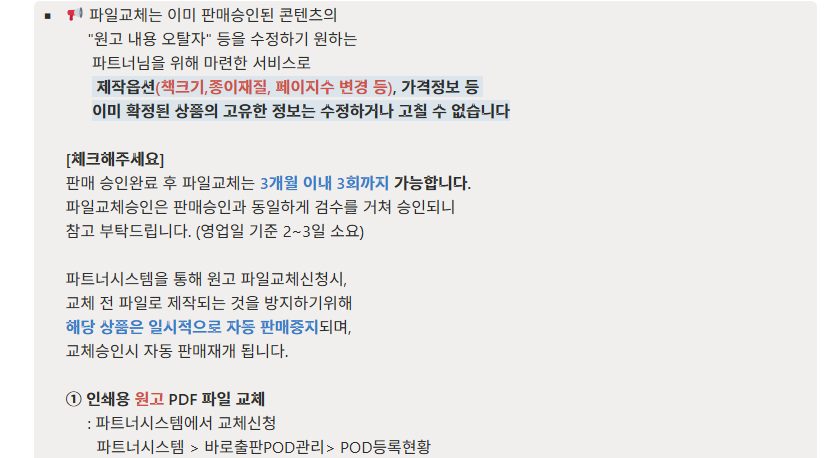 ▪ 📢 파일교체는 이미 판매승인된 콘텐츠의
"원고 내용 오탈자" 등을 수정하기 원하는
파트너님을 위해 마련한 서비스로
제작옵션(책크기,종이재질, 페이지수 변경 등), 가격정보 등
이미 확정된 상품의 고유한 정보는 수정하거나 고칠 수 없습니다
[체크해주세요]
판매 승인완료 후 파일교체는 3개월 이내 3회까지 가능합니다.
파일교체승인은 판매승인과 동일하게 검수를 거쳐 승인되니
참고 부탁드립니다. (영업일 기준 2~3일 소요)
파트너시스템을 통해 원고 파일교체신청시,
교체 전 파일로 제작되는 것을 방지하기위해
해당 상품은 일시적으로 자동 판매중지되며,
교체승인시 자동 판매재개 됩니다.
① 인쇄용 원고 PDF 파일 교체
: 파트너시스템에서 교체신청
파트너시스템 > 바로출판POD관리> POD등록현황